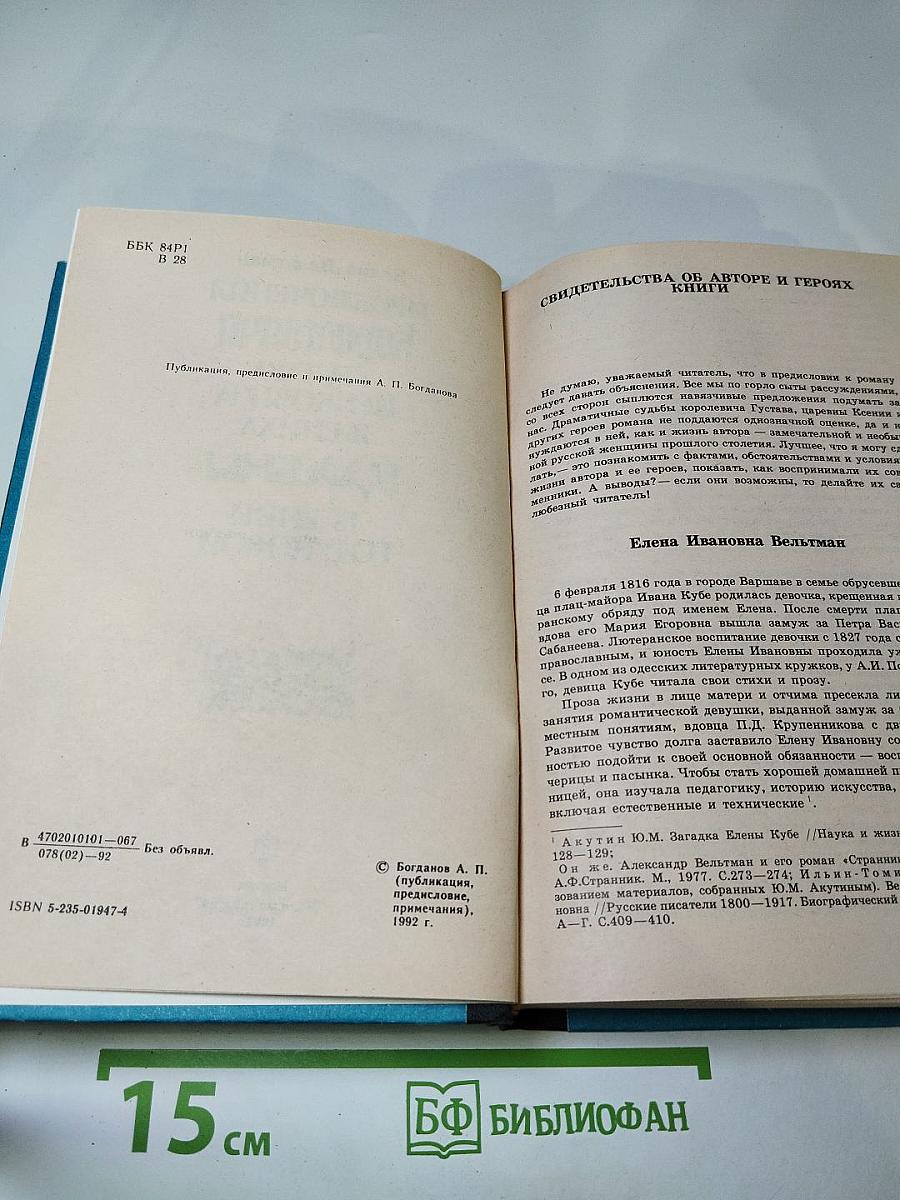 ББК 84Р1
В 28
Публикация, предисловие и примечания А. П. Богданова
В 4702010101—067
078(02)—92
Без объявл.
ISBN 5-235-01947-4
© Богданов А. П.
(публикация,
предисловие,
примечания),
1992 г.
СВИДЕТЕЛЬСТВА ОБ АВТОРЕ И ГЕРОЯХ
КНИГИ
Не думаю, уважаемый читатель, что в предисловии к роману
следует давать объяснения. Все мы по горло сыты рассуждениями,
со всех сторон сыплются навязчивые предложения подумать за
нас. Драматичные судьбы королевича Густава, царевны Ксении и
других героев романа не поддаются однозначной оценке, да и н
нуждаются в ней, как и жизнь автора — замечательной и необы
ной русской женщины прошлого столетия. Лучшее, что я могу сд
лать,— это познакомить с фактами, обстоятельствами и условия
жизни автора и ее героев, показать, как воспринимали их сов
менники. А выводы?— если они возможны, то делайте их са
любезный читатель!
Елена Ивановна Вельтман
6 февраля 1816 года в городе Варшаве в семье обрусевше
ца плац-майора Ивана Кубе родилась девочка, крещенная
ранскому обряду под именем Елена. После смерти плац
вдова его Мария Егоровна вышла замуж за Петра Вас
Сабанеева. Лютеранское воспитание девочки с 1827 года с
православным, и юность Елены Ивановны проходила уж
се. В одном из одесских литературных кружков, у А.И. По
го, девица Кубе читала свои стихи и прозу.
Проза жизни в лице матери и отчима пресекла ли
занятия романтической девушки, выданной замуж за
местным понятиям, вдовца П.Д. Крупенникова с дв
Развитое чувство долга заставило Елену Ивановну со
ностью подойти к своей основной обязанности — восп
черицы и пасынка. Чтобы стать хорошей домашней п
ницей, она изучала педагогику, историю искусства,
включая естественные и технические 1.
1 Акутин Ю.М. Загадка Елены Кубе //Наука и жизн
128—129;
Он же. Александр Вельтман и его роман «Странник
А.Ф.Странник. М., 1977. С.273—274; Ильин-Томи
зованием материалов, собранных Ю.М. Акутиным). Ве
новна //Русские писатели 1800—1917. Биографический
А—Г. С.409—410.
15 см
БФ БИБЛИОФАН